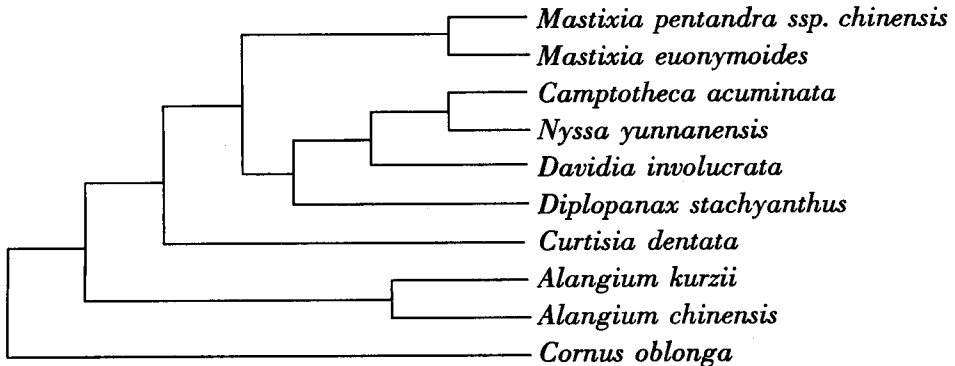 Mastixia pentandra ssp. chinensis
Mastixia euonymoides
Camptotheca acuminata
Nyssa yunnanensis
Davidia involucrata
Diplopanax stachyanthus
Curtisia dentata
Alangium kurzii
Alangium chinensis
Cornus oblonga